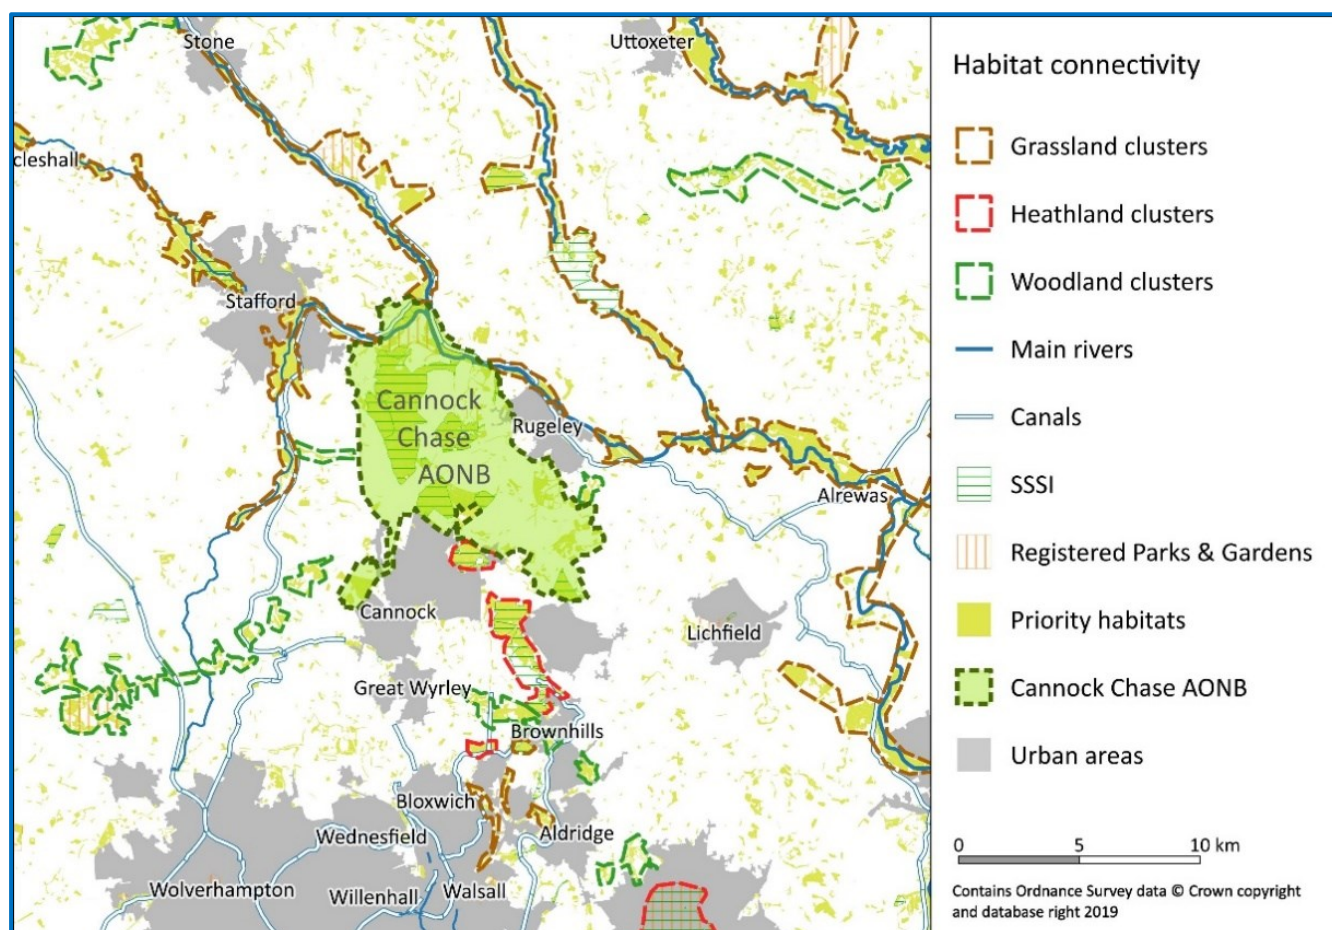 Stone
Uttoxeter
cleshall
Stafford
Cannock
Chase
AONB
Rugeley
Alrewas
Cannock
Lichfield
Great Wyrley
Brownhills
Bloxwich
Wednesfield
Aldridge
Wolverhampton
Willenhall
Walsall
Habitat connectivity
Grassland clusters
Heathland clusters
Woodland clusters
Main rivers
Canals
SSSI
Registered Parks & Gardens
Priority habitats
Cannock Chase AONB
Urban areas
0 5 10 km
Contains Ordnance Survey data © Crown copyright
and database right 2019